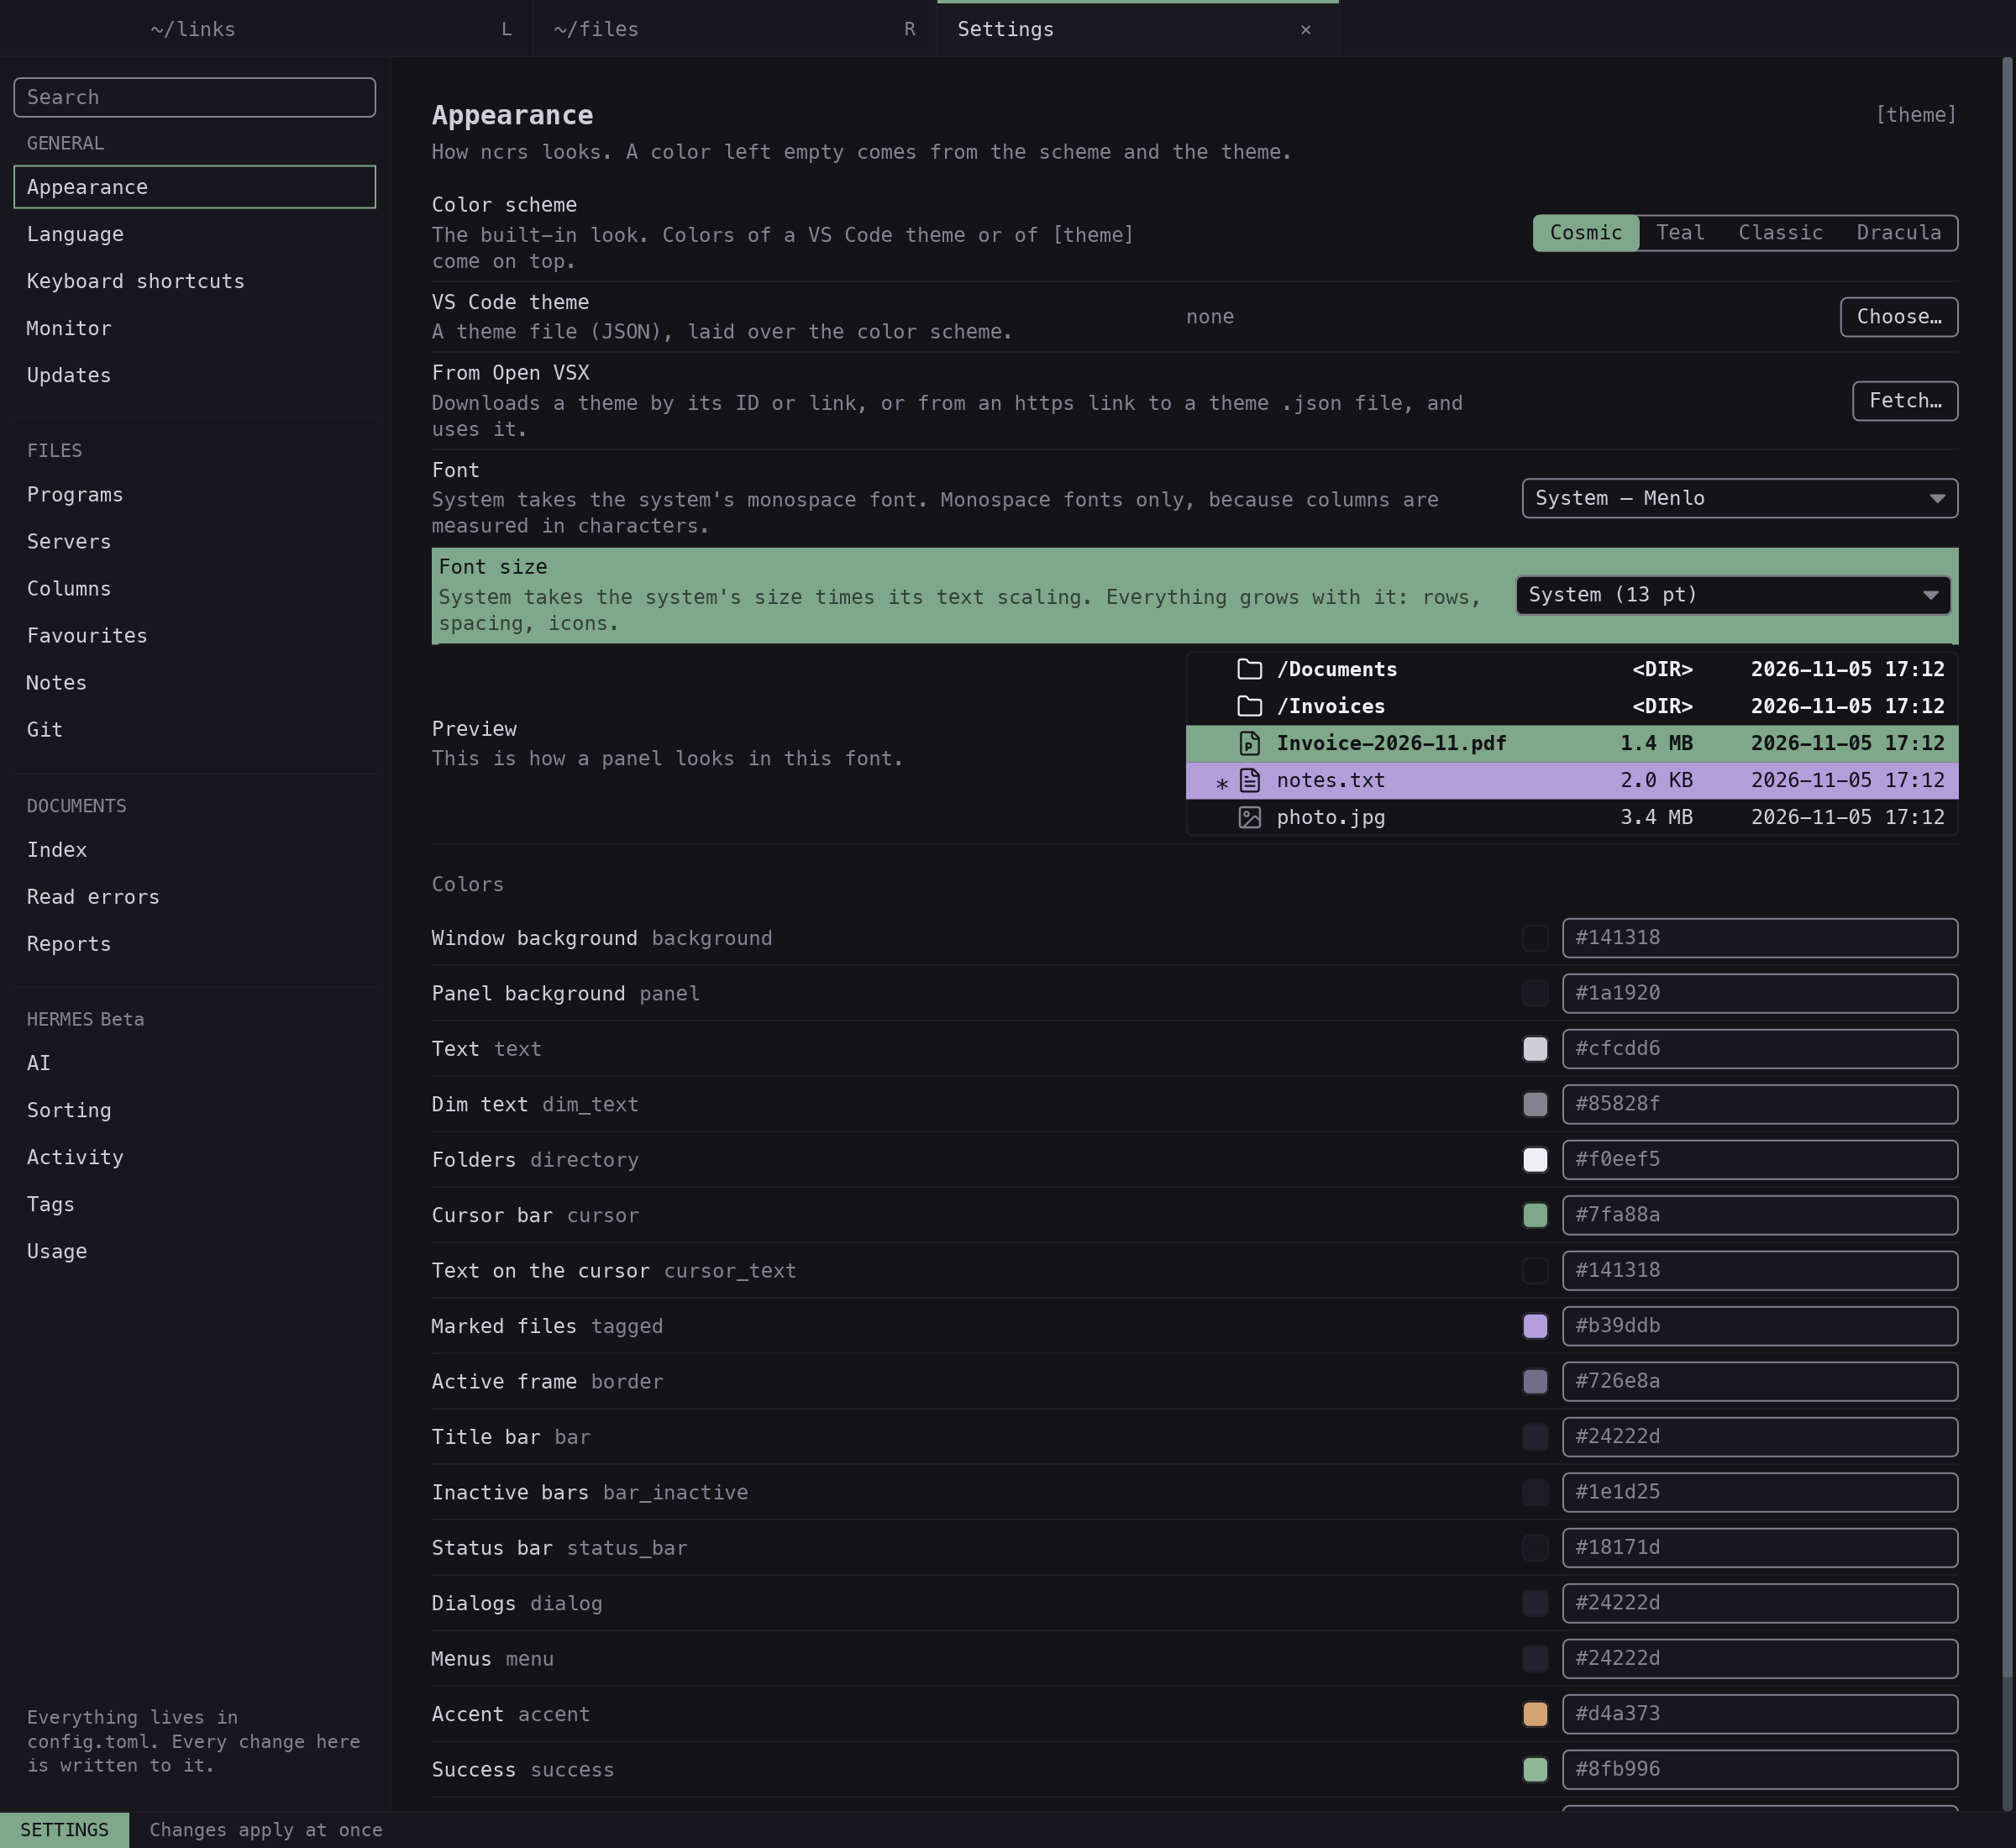 ~/links L ~/files R Settings ×
Search
GENERAL
Appearance
Language
Keyboard shortcuts
Monitor
Updates
FILES
Programs
Servers
Columns
Favourites
Notes
Git
DOCUMENTS
Index
Read errors
Reports
HERMES Beta
AI
Sorting
Activity
Tags
Usage
Everything lives in
config.toml. Every change here
is written to it.
Appearance [theme]
How ncrs looks. A color left empty comes from the scheme and the theme.
Color scheme
The built-in look. Colors of a VS Code theme or of [theme]
come on top.
Cosmic Teal Classic Dracula
VS Code theme
A theme file (JSON), laid over the color scheme.
none Choose…
From Open VSX
Downloads a theme by its ID or link, or from an https link to a theme .json file, and
uses it.
Fetch…
Font
System takes the system's monospace font. Monospace fonts only, because columns are
measured in characters.
System — Menlo
Font size
System takes the system's size times its text scaling. Everything grows with it: rows,
spacing, icons.
System (13 pt)
Preview
This is how a panel looks in this font.
/Documents <DIR> 2026-11-05 17:12
/Invoices <DIR> 2026-11-05 17:12
Invoice-2026-11.pdf 1.4 MB 2026-11-05 17:12
* notes.txt 2.0 KB 2026-11-05 17:12
photo.jpg 3.4 MB 2026-11-05 17:12
Colors
Window background background #141318
Panel background panel #1a1920
Text text #cfcdd6
Dim text dim_text #85828f
Folders directory #f0eef5
Cursor bar cursor #7fa88a
Text on the cursor cursor_text #141318
Marked files tagged #b39ddb
Active frame border #726e8a
Title bar bar #24222d
Inactive bars bar_inactive #1e1d25
Status bar status_bar #18171d
Dialogs dialog #24222d
Menus menu #24222d
Accent accent #d4a373
Success success #8fb996
SETTINGS Changes apply at once